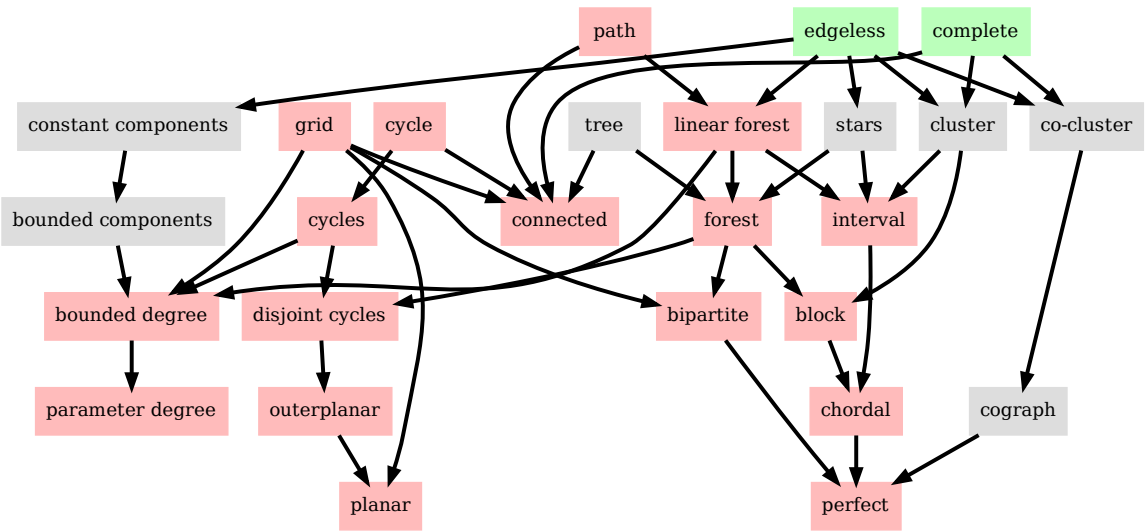 path
edgeless
complete
constant components
grid
cycle
tree
linear forest
stars
cluster
co-cluster
bounded components
cycles
connected
forest
interval
bounded degree
disjoint cycles
bipartite
block
parameter degree
outerplanar
chordal
cograph
planar
perfect